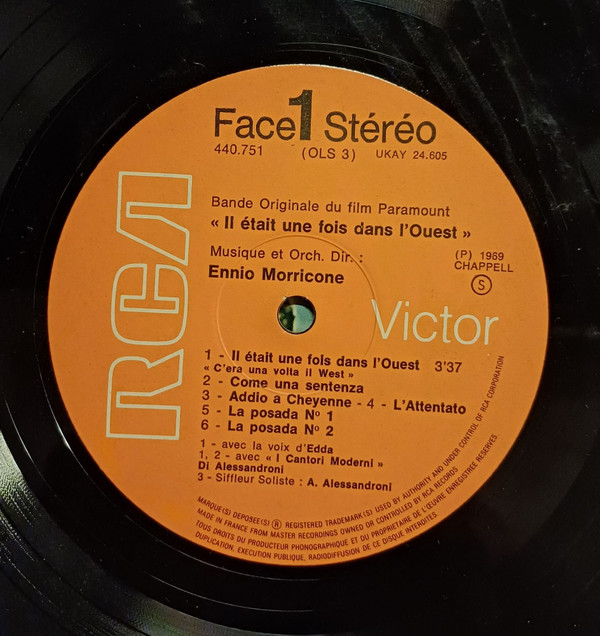 Face 1 Stéréo
440.751 (OLS 3) UKAY 24.605
Bande Originale du film Paramount
« Il était une fois dans l'Ouest »
Musique et Orch. Dir. :
Ennio Morricone
(P) 1969
CHAPPELL
S
RCA
Victor
1 - Il était une fois dans l'Ouest 3'37
« C'era una volta il West »
2 - Come una sentenza
3 - Addio a Cheyenne - 4 - L'Attentato
5 - La posada Nº 1
6 - La posada Nº 2
1 - avec la voix d'Edda
1, 2 - avec « I Cantori Moderni »
Di Alessandroni
3 - Siffleur Soliste : A. Alessandroni
MARQUE(S) DEPOSEE(S) ® REGISTERED TRADEMARK(S) USED BY AUTHORITY AND UNDER CONTROL OF RCA CORPORATION
MADE IN FRANCE FROM MASTER RECORDINGS OWNED OR CONTROLLED BY RCA RECORDS
TOUS DROITS DU PRODUCTEUR PHONOGRAPHIQUE ET DU PROPRIETAIRE DE L'ŒUVRE ENREGISTREE RESERVES
DUPLICATION, EXECUTION PUBLIQUE, RADIODIFFUSION DE CE DISQUE INTERDITES